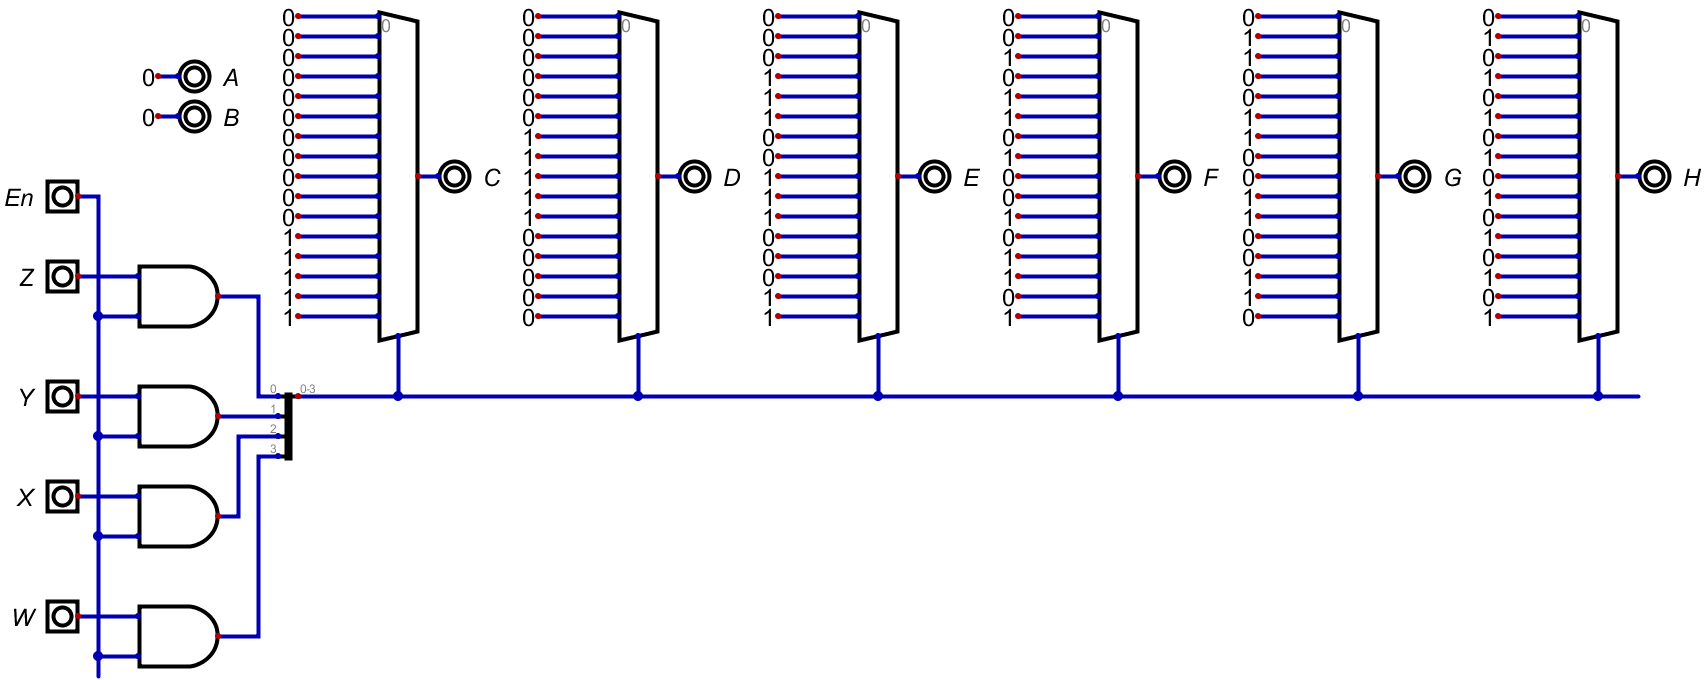 0 0 0 0 0 0
0 0 0 0 0 0
0 0 0 0 1 1
0 0 0 1 1 0
0 A 0 0 1 0 0 1
0 0 1 1 0 0
0 B 0 0 1 1 1 1
0 1 0 0 1 0
0 1 0 1 0 1
0 C 1 D 1 E 1 F 0 G 0 H
En 0 1 1 0 1 1
0 1 1 1 1 0
1 0 0 0 0 1
1 0 0 1 0 0
Z 1 0 0 1 1 1
1 0 1 0 1 0
1 0 1 1 0 1
0 0-3
Y
1
2
3
X
W